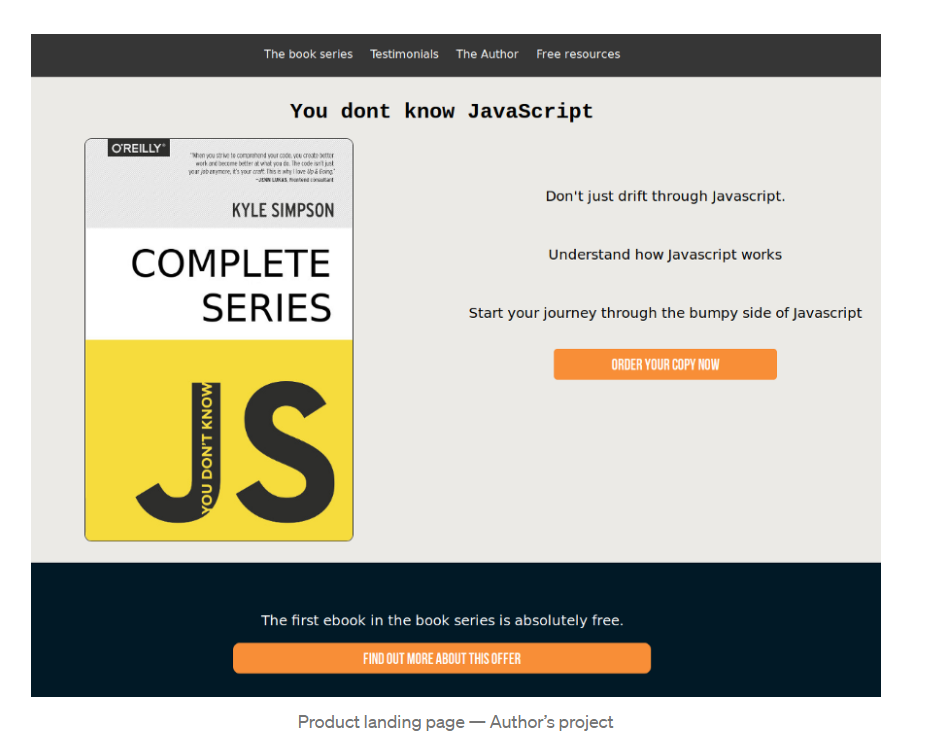 The book series Testimonials The Author Free resources
You dont know JavaScript
O'REILLY®
"When you strive to comprehend your code, you create better
work and become better at what you do. The code isn't just
your job anymore, it's your craft. This is why I love Up & Going."
—JENN LUKAS, Frontend consultant
KYLE SIMPSON
COMPLETE
SERIES
YOU DON'T KNOW
JS
Don't just drift through Javascript.
Understand how Javascript works
Start your journey through the bumpy side of Javascript
ORDER YOUR COPY NOW
The first ebook in the book series is absolutely free.
FIND OUT MORE ABOUT THIS OFFER
Product landing page — Author's project